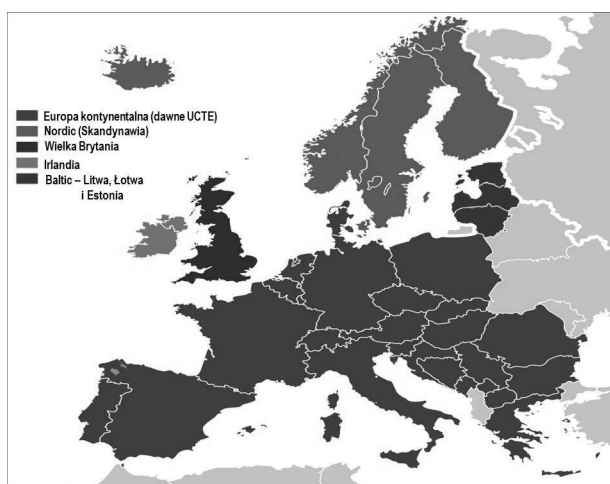 Europa kontynentalna (dawne UCTE)
Nordic (Skandynawia)
Wielka Brytania
Irlandia
Baltic – Litwa, Łotwa
i Estonia